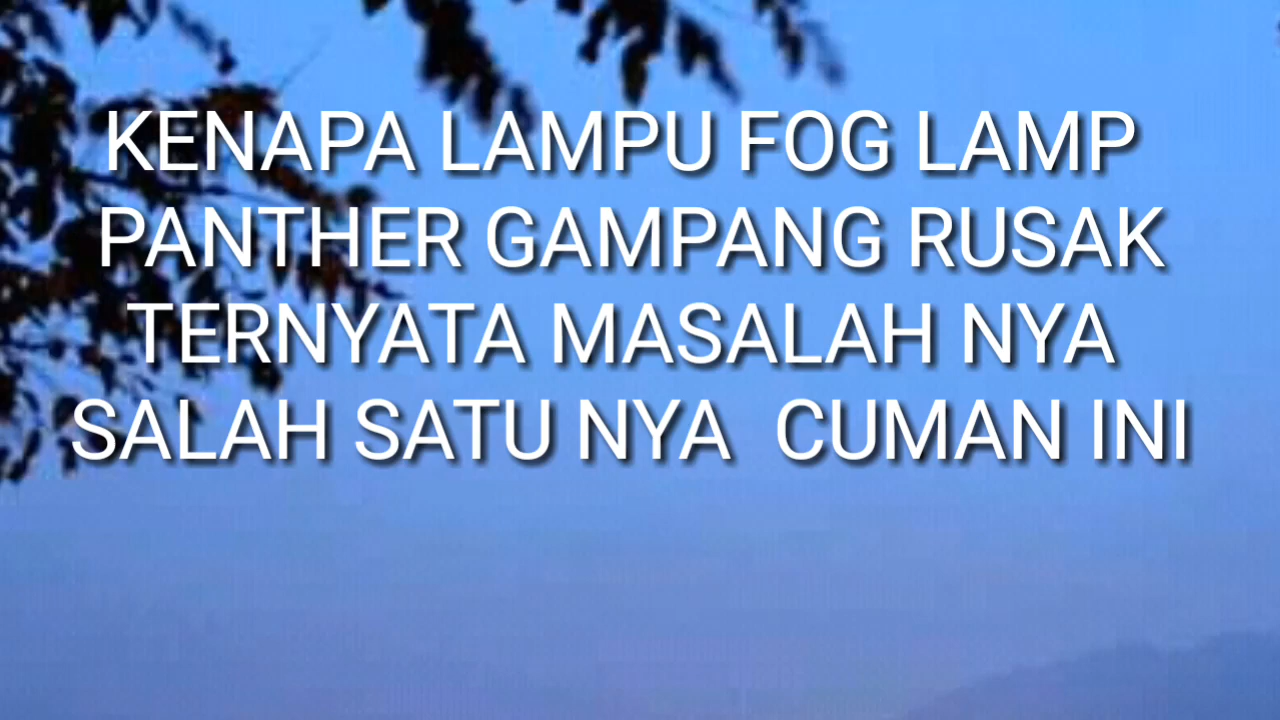 KENAPA LAMPU FOG LAMP
PANTHER GAMPANG RUSAK
TERNYATA MASALAH NYA
SALAH SATU NYA  CUMAN INI